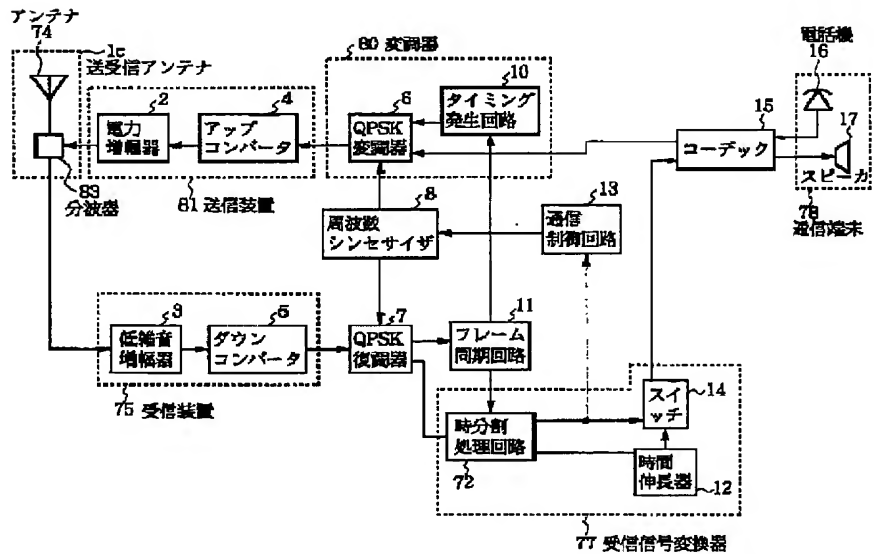 アンテナ
74
1c
送受信アンテナ
80 変調器
電話機
16
2
電力
増幅器
4
アップ
コンバータ
6
QPSK
変調器
10
タイミング
発生回路
15
コーデック
17
スピーカ
78
通信端末
83
分波器
81 送信装置
8
周波数
シンセサイザ
13
通信
制御回路
3
低雑音
増幅器
5
ダウン
コンバータ
7
QPSK
復調器
11
フレーム
同期回路
75 受信装置
14
スイ
ッチ
時分割
処理回路
72
時間
伸長器
12
77 受信信号変換器